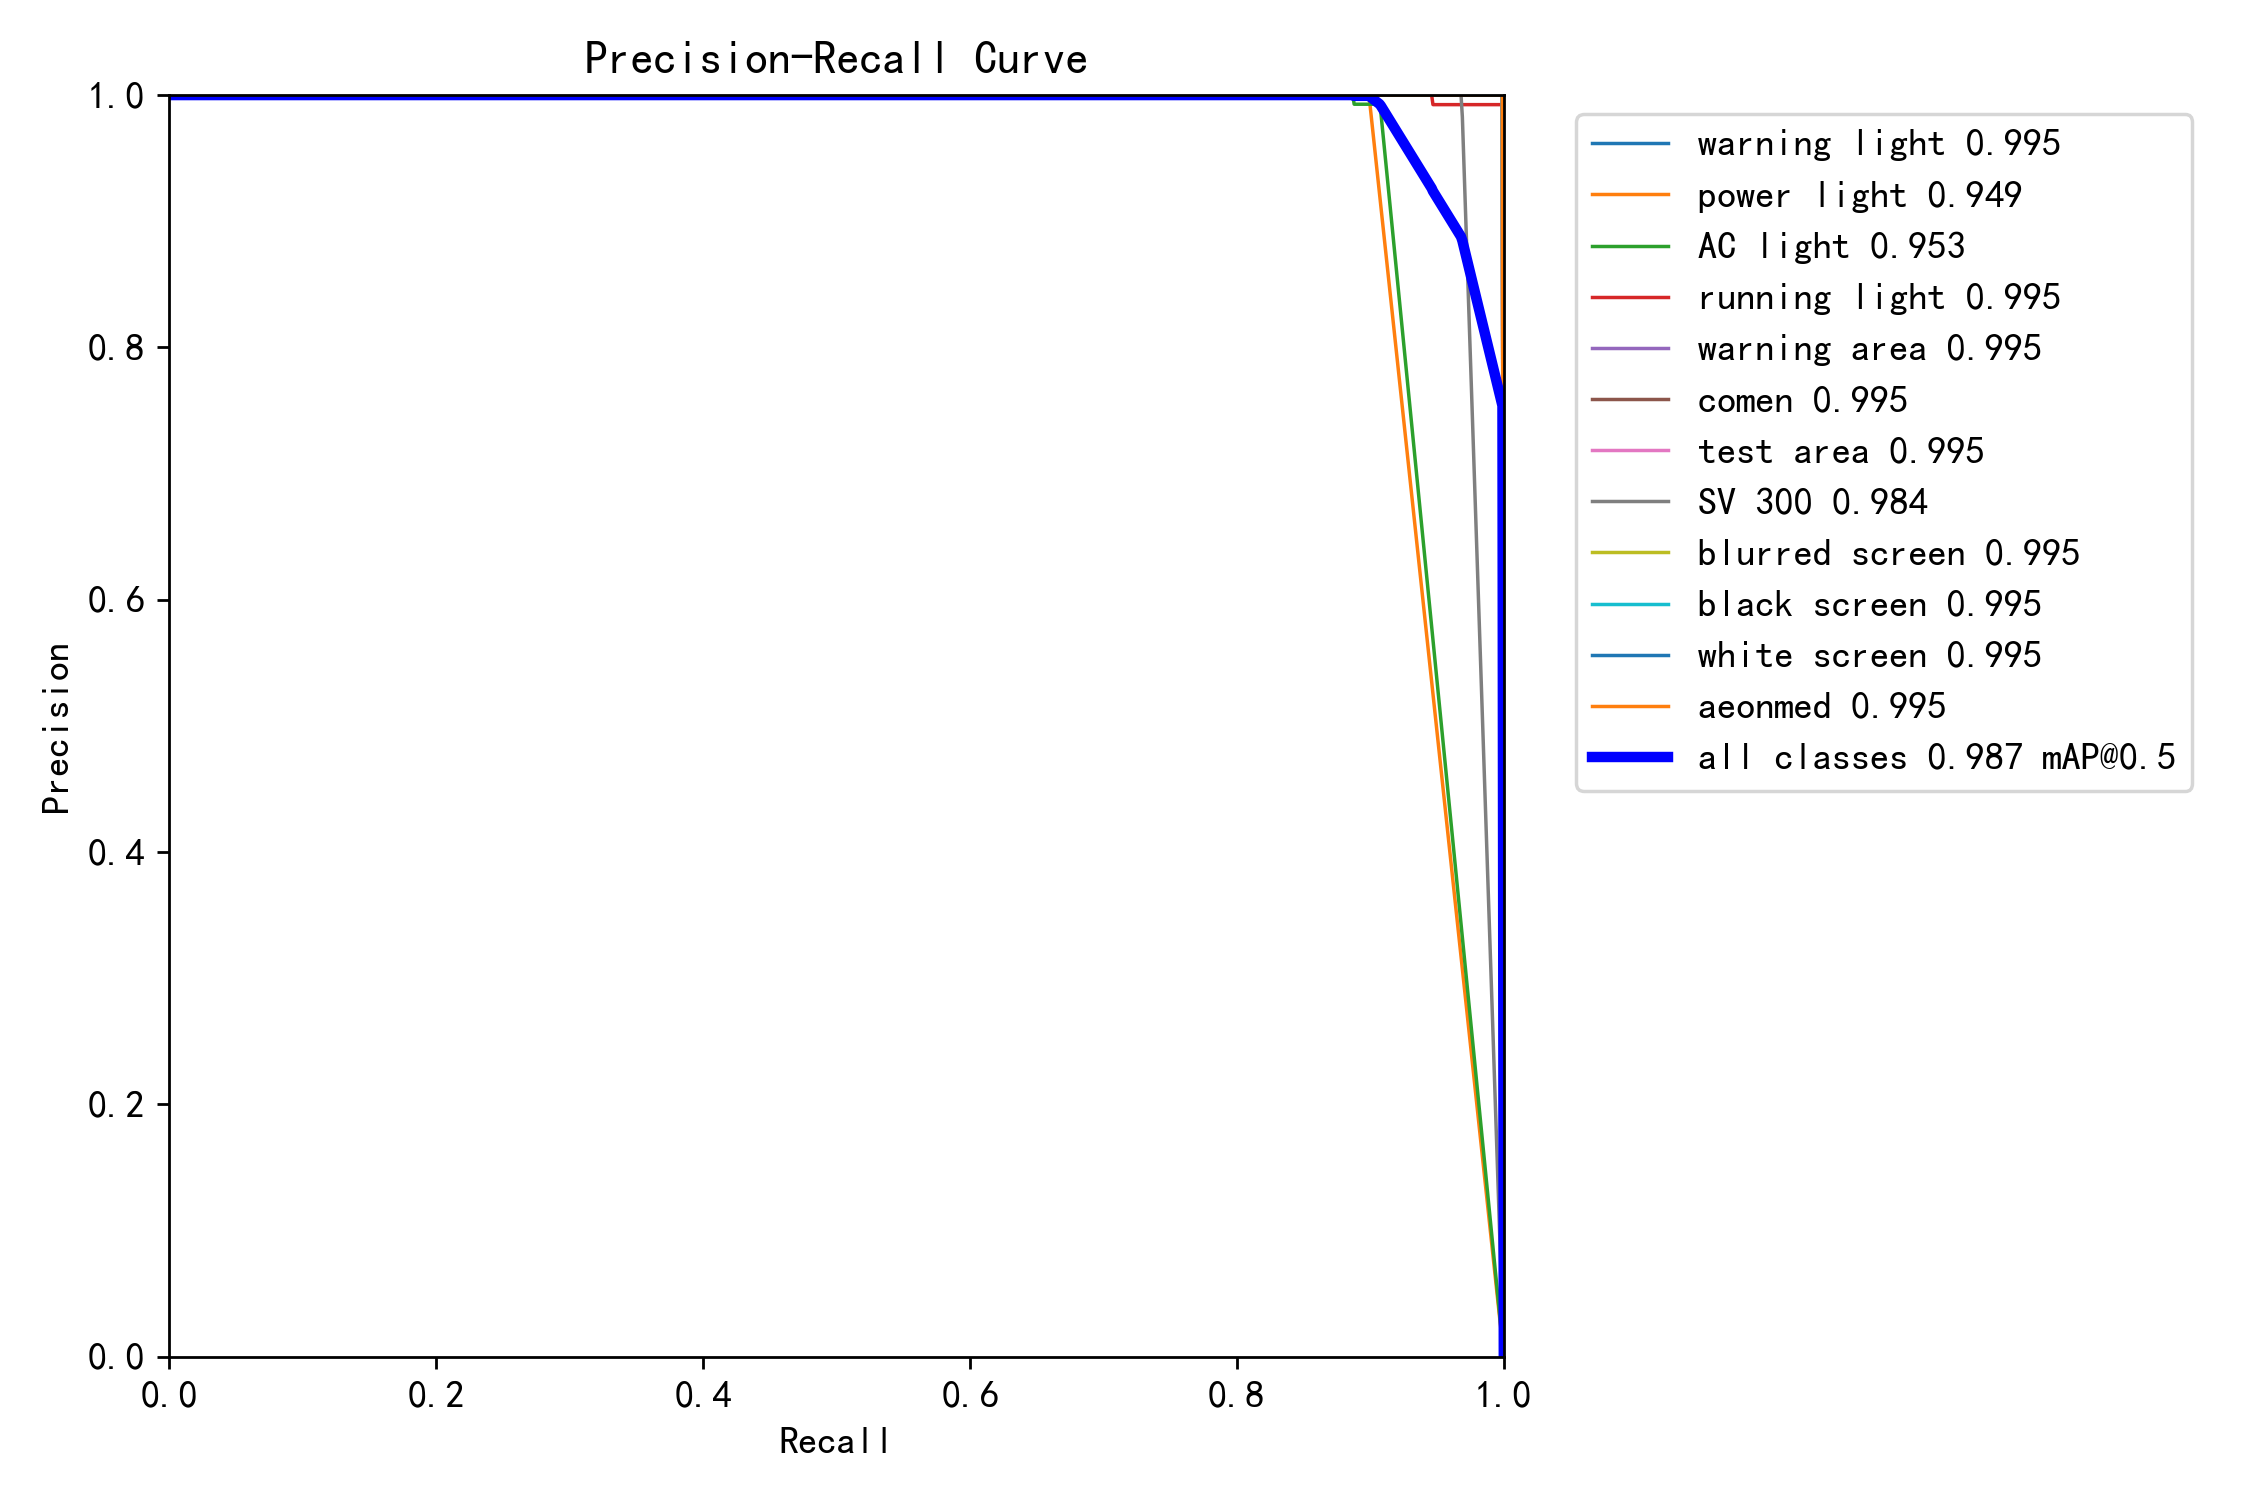 Precision-Recall Curve
1.0
0.8
0.6
0.4
0.2
0.0
Precision
0.0 0.2 0.4 0.6 0.8 1.0
Recall
warning light 0.995
power light 0.949
AC light 0.953
running light 0.995
warning area 0.995
comen 0.995
test area 0.995
SV 300 0.984
blurred screen 0.995
black screen 0.995
white screen 0.995
aeonmed 0.995
all classes 0.987 mAP@0.5